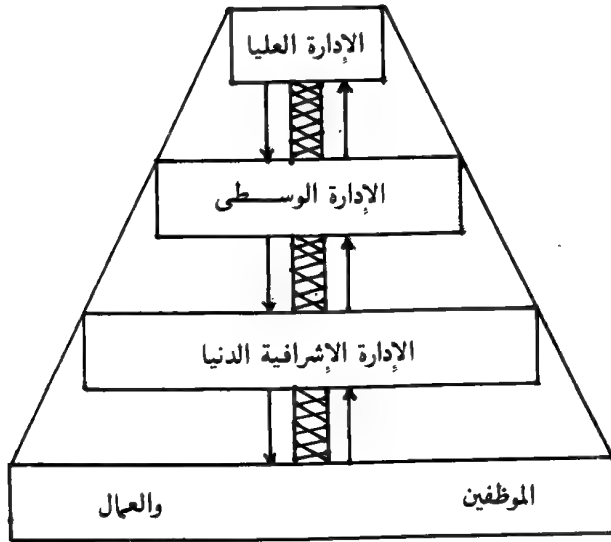 الإدارة العليا
الإدارة الوسطى
الإدارة الإشرافية الدنيا
الموظفين والعمال